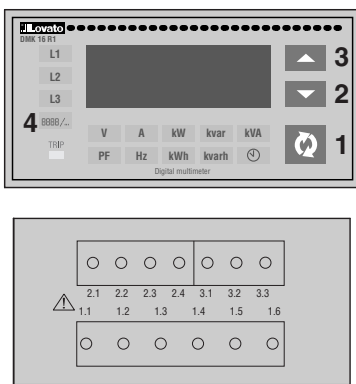 Lovato
DMK 16 R1
L1
3
L2
2
L3
4
8888/...
TRIP
V A kW kvar kVA
1
PF Hz kWh kvarh
Digital multimeter
2.1 2.2 2.3 2.4 3.1 3.2 3.3
1.1 1.2 1.3 1.4 1.5 1.6